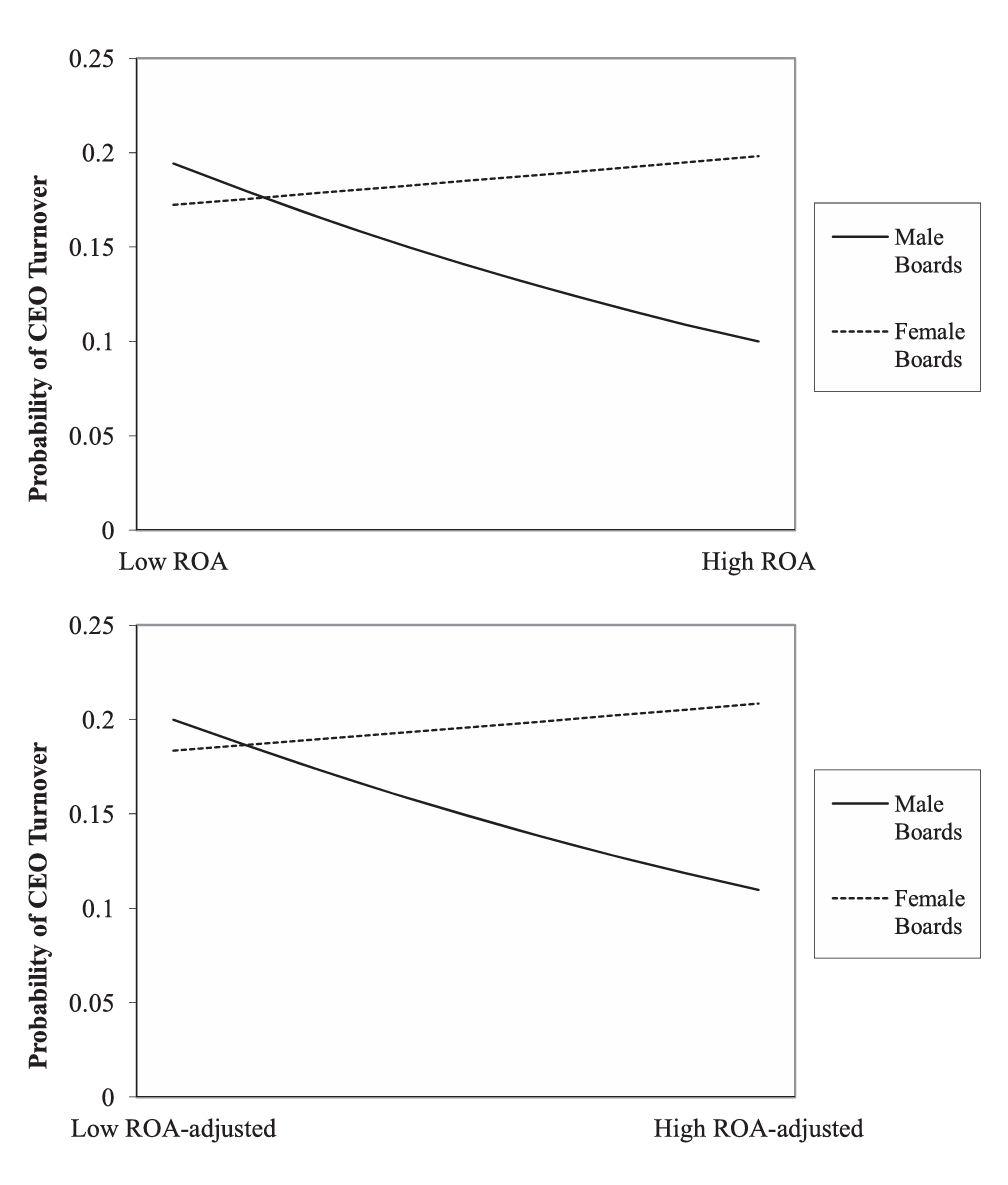 Probability of CEO Turnover
0.25
0.2
0.15
0.1
0.05
0
Low ROA
High ROA
Male
Boards
Female
Boards
Probability of CEO Turnover
0.25
0.2
0.15
0.1
0.05
0
Low ROA-adjusted
High ROA-adjusted
Male
Boards
Female
Boards